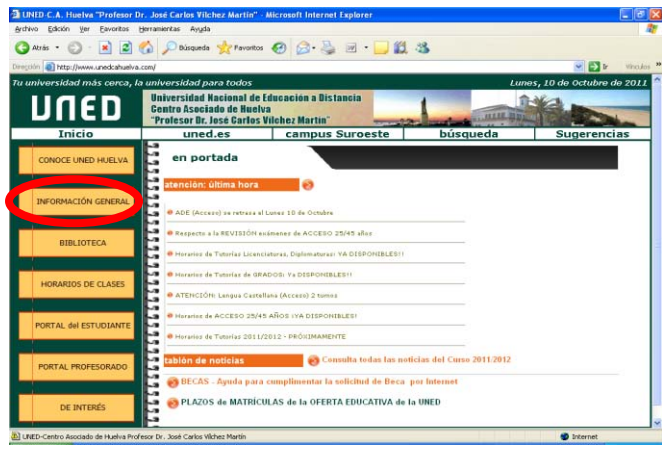 UNED-C.A. Huelva "Profesor Dr. José Carlos Vílchez Martín" - Microsoft Internet Explorer
Archivo Edición Ver Favoritos Herramientas Ayuda
Atrás Búsqueda Favoritos
Dirección http://www.unedcahuelva.com/ Ir Vínculos »
Tu universidad más cerca, la universidad para todos Lunes, 10 de Octubre de 2011
UNED
Universidad Nacional de Educación a Distancia
Centro Asociado de Huelva
"Profesor Dr. José Carlos Vílchez Martín"
Inicio uned.es campus Suroeste búsqueda Sugerencias
CONOCE UNED HUELVA
INFORMACIÓN GENERAL
BIBLIOTECA
HORARIOS DE CLASES
PORTAL del ESTUDIANTE
PORTAL PROFESORADO
DE INTERÉS
en portada
atención: última hora
ADE (Acceso) se retrasa el Lunes 10 de Octubre
Respecto a la REVISIÓN exámenes de ACCESO 25/45 años
Horarios de Tutorías Licenciaturas, Diplomaturas: YA DISPONIBLES!!
Horarios de Tutorías de GRADOS: Ya DISPONIBLES!!
ATENCIÓN: Lengua Castellana (Acceso) 2 turnos
Horarios de ACCESO 25/45 AÑOS ¡YA DISPONIBLES!
Horarios de Tutorías 2011/2012 - PRÓXIMAMENTE
tablón de noticias Consulta todas las noticias del Curso 2011/2012
BECAS - Ayuda para cumplimentar la solicitud de Beca por Internet
PLAZOS de MATRÍCULAS de la OFERTA EDUCATIVA de la UNED
UNED-Centro Asociado de Huelva Profesor Dr. José Carlos Vílchez Martín Internet